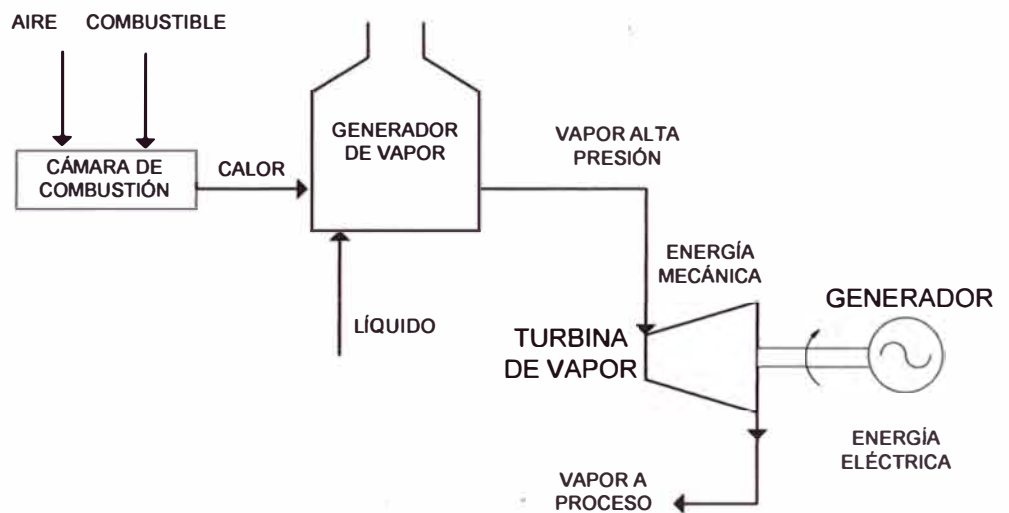 AIRE
COMBUSTIBLE
CÁMARA DE
COMBUSTIÓN
CALOR
GENERADOR
DE VAPOR
LÍQUIDO
VAPOR ALTA
PRESIÓN
ENERGÍA
MECÁNICA
TURBINA
DE VAPOR
GENERADOR
ENERGÍA
ELÉCTRICA
VAPOR A
PROCESO